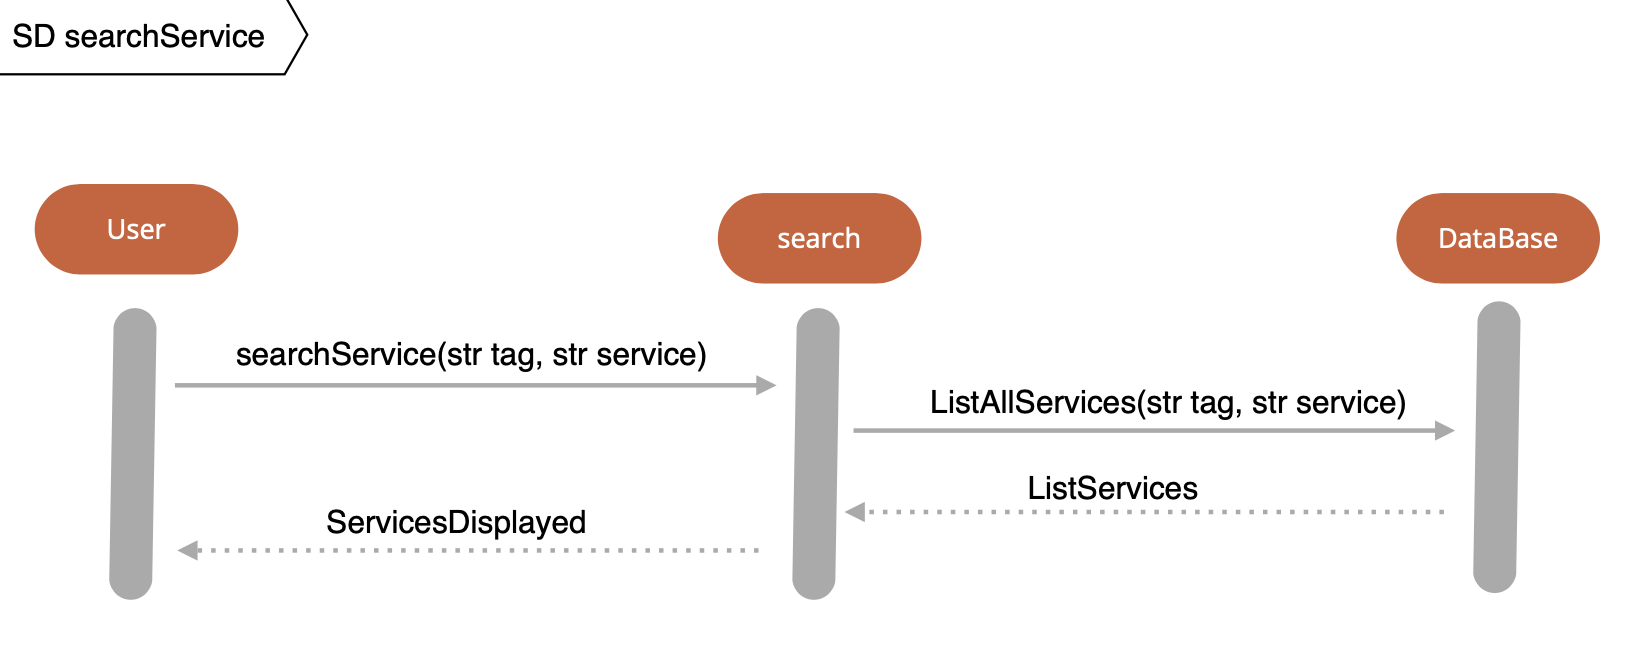 SD searchService
User
search
DataBase
searchService(str tag, str service)
ListAllServices(str tag, str service)
ListServices
ServicesDisplayed